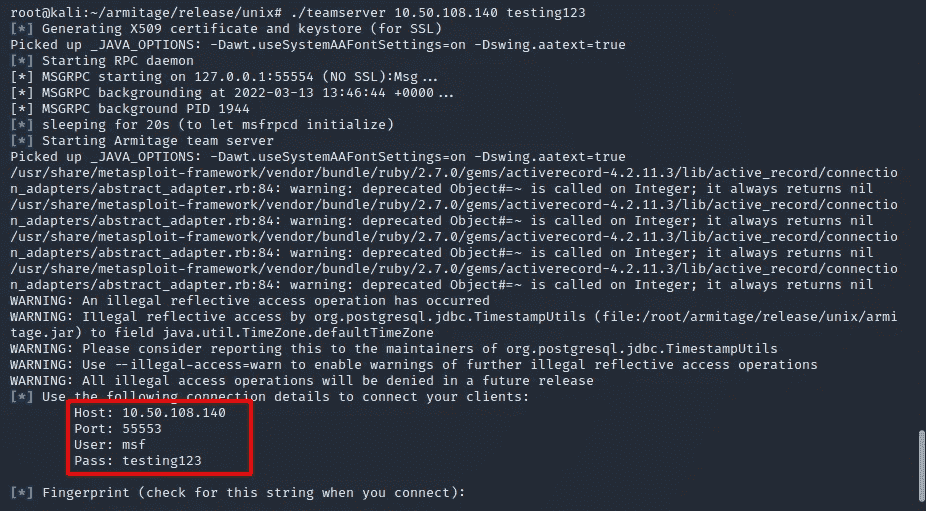 root@kali:~/armitage/release/unix# ./teamserver 10.50.108.140 testing123
[*] Generating X509 certificate and keystore (for SSL)
Picked up _JAVA_OPTIONS: -Dawt.useSystemAAFontSettings=on -Dswing.aatext=true
[*] Starting RPC daemon
[*] MSGRPC starting on 127.0.0.1:55554 (NO SSL):Msg...
[*] MSGRPC backgrounding at 2022-03-13 13:46:44 +0000...
[*] MSGRPC background PID 1944
[*] sleeping for 20s (to let msfrpcd initialize)
[*] Starting Armitage team server
Picked up _JAVA_OPTIONS: -Dawt.useSystemAAFontSettings=on -Dswing.aatext=true
/usr/share/metasploit-framework/vendor/bundle/ruby/2.7.0/gems/activerecord-4.2.11.3/lib/active_record/connectio
n_adapters/abstract_adapter.rb:84: warning: deprecated Object#=~ is called on Integer; it always returns nil
/usr/share/metasploit-framework/vendor/bundle/ruby/2.7.0/gems/activerecord-4.2.11.3/lib/active_record/connectio
n_adapters/abstract_adapter.rb:84: warning: deprecated Object#=~ is called on Integer; it always returns nil
/usr/share/metasploit-framework/vendor/bundle/ruby/2.7.0/gems/activerecord-4.2.11.3/lib/active_record/connectio
n_adapters/abstract_adapter.rb:84: warning: deprecated Object#=~ is called on Integer; it always returns nil
/usr/share/metasploit-framework/vendor/bundle/ruby/2.7.0/gems/activerecord-4.2.11.3/lib/active_record/connectio
n_adapters/abstract_adapter.rb:84: warning: deprecated Object#=~ is called on Integer; it always returns nil
WARNING: An illegal reflective access operation has occurred
WARNING: Illegal reflective access by org.postgresql.jdbc.TimestampUtils (file:/root/armitage/release/unix/armi
tage.jar) to field java.util.TimeZone.defaultTimeZone
WARNING: Please consider reporting this to the maintainers of org.postgresql.jdbc.TimestampUtils
WARNING: Use --illegal-access=warn to enable warnings of further illegal reflective access operations
WARNING: All illegal access operations will be denied in a future release
[*] Use the following connection details to connect your clients:
Host: 10.50.108.140
Port: 55553
User: msf
Pass: testing123
[*] Fingerprint (check for this string when you connect):